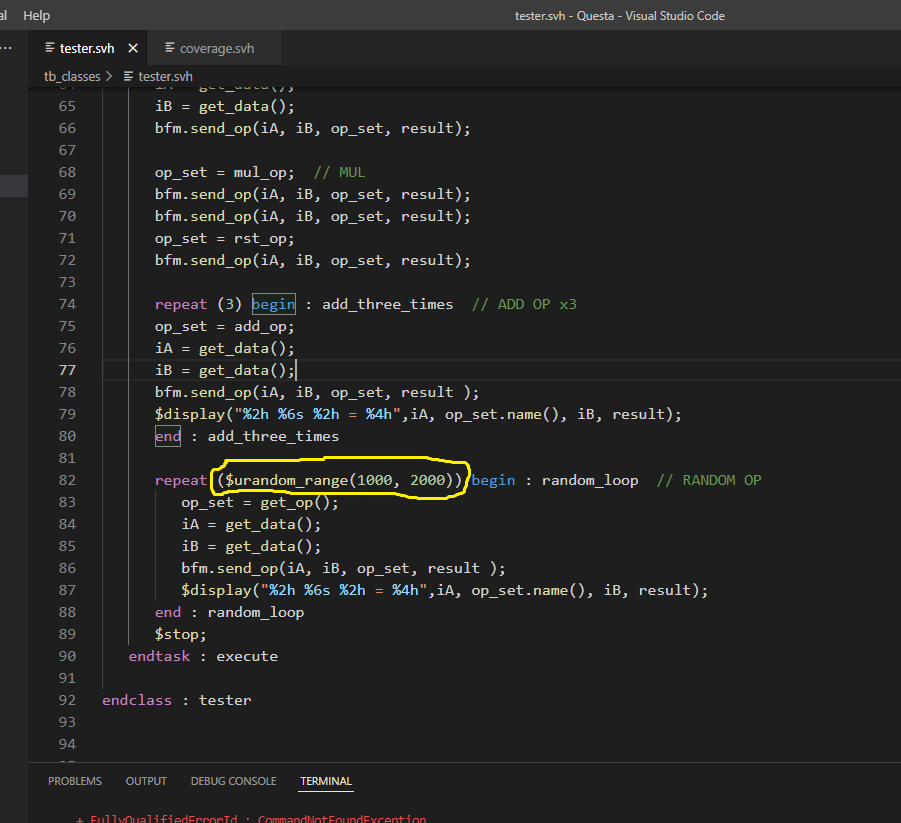 al Help tester.svh - Questa - Visual Studio Code
... tester.svh × coverage.svh
tb_classes > tester.svh
65 iB = get_data();
66 bfm.send_op(iA, iB, op_set, result);
67
68 op_set = mul_op;  // MUL
69 bfm.send_op(iA, iB, op_set, result);
70 bfm.send_op(iA, iB, op_set, result);
71 op_set = rst_op;
72 bfm.send_op(iA, iB, op_set, result);
73
74 repeat (3) begin : add_three_times  // ADD OP x3
75 op_set = add_op;
76 iA = get_data();
77 iB = get_data();
78 bfm.send_op(iA, iB, op_set, result );
79 $display("%2h %6s %2h = %4h",iA, op_set.name(), iB, result);
80 end : add_three_times
81
82 repeat ($urandom_range(1000, 2000)) begin : random_loop  // RANDOM OP
83 op_set = get_op();
84 iA = get_data();
85 iB = get_data();
86 bfm.send_op(iA, iB, op_set, result );
87 $display("%2h %6s %2h = %4h",iA, op_set.name(), iB, result);
88 end : random_loop
89 $stop;
90 endtask : execute
91
92 endclass : tester
93
94
PROBLEMS OUTPUT DEBUG CONSOLE TERMINAL
+ FullyQualifiedErrorId : CommandNotFoundException